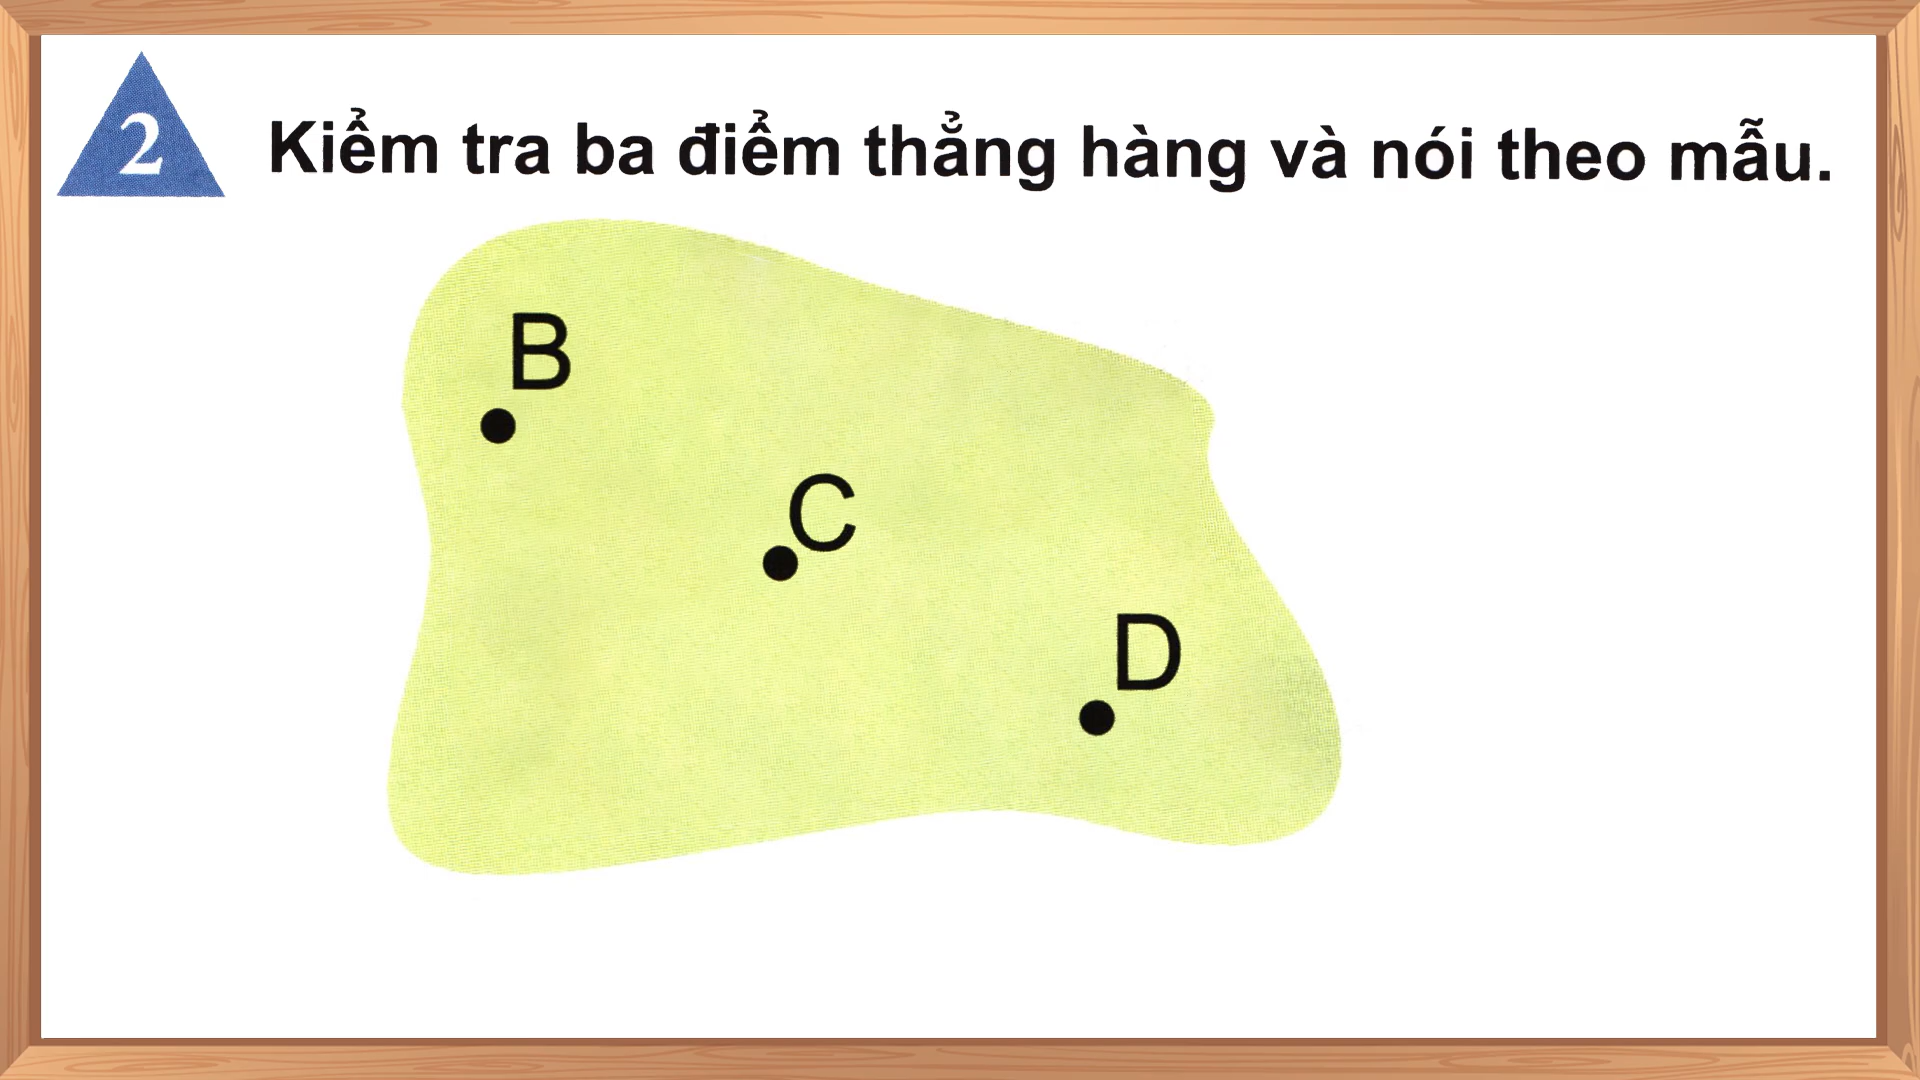 2
Kiểm tra ba điểm thẳng hàng và nói theo mẫu.
B
C
D